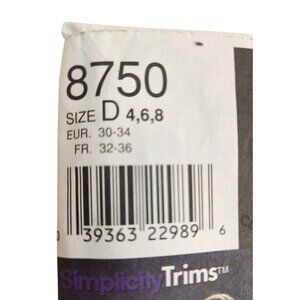 8750
SIZE D 4,6,8
EUR. 30-34
FR. 32-36
39363 22989 6
SimplicityTrims™